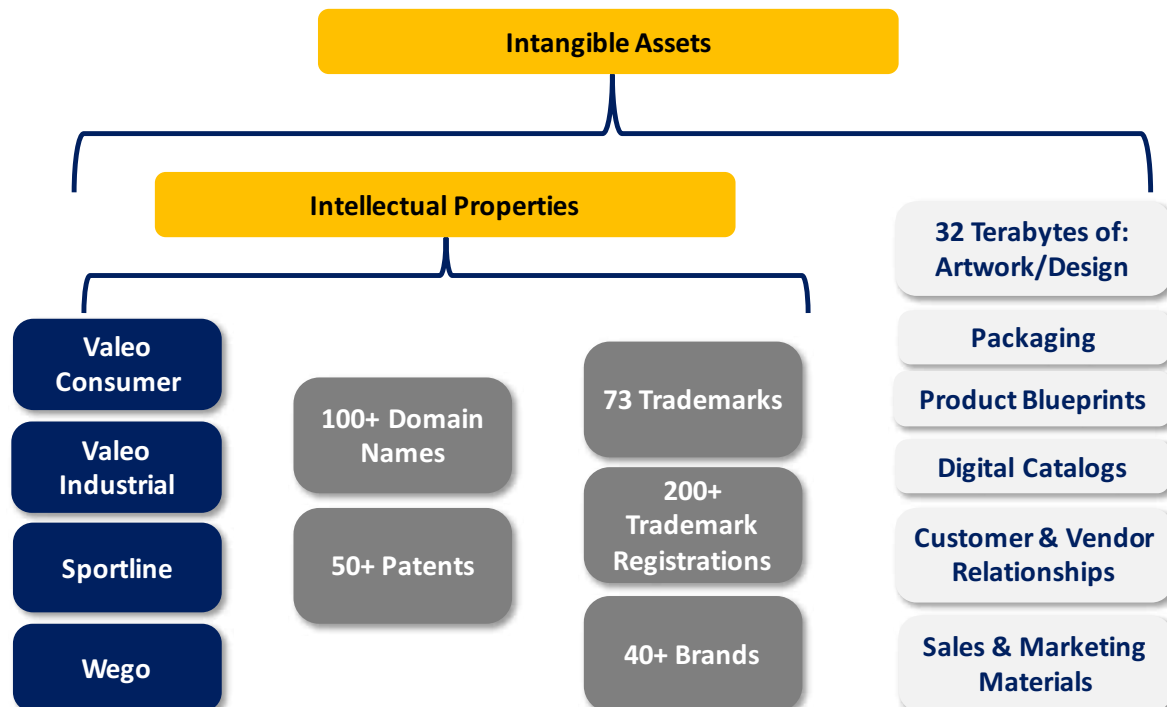 Intangible Assets
Intellectual Properties
Valeo
Consumer
Valeo
Industrial
Sportline
Wego
100+ Domain
Names
50+ Patents
73 Trademarks
200+
Trademark
Registrations
40+ Brands
32 Terabytes of:
Artwork/Design
Packaging
Product Blueprints
Digital Catalogs
Customer & Vendor
Relationships
Sales & Marketing
Materials